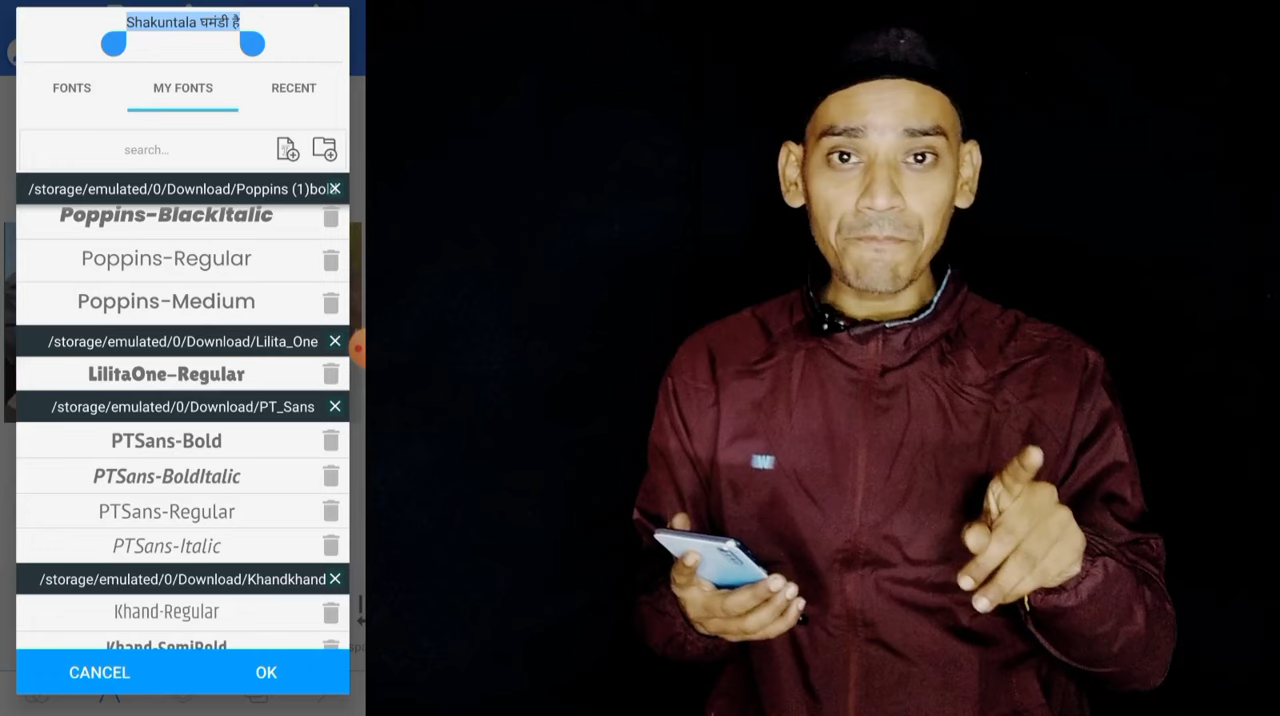 Shakuntala घमंडी है
FONTS MY FONTS RECENT
search...
/storage/emulated/0/Download/Poppins (1)bol
Poppins-BlackItalic
Poppins-Regular
Poppins-Medium
/storage/emulated/0/Download/Lilita_One
LilitaOne-Regular
/storage/emulated/0/Download/PT_Sans
PTSans-Bold
PTSans-BoldItalic
PTSans-Regular
PTSans-Italic
/storage/emulated/0/Download/Khandkhand
Khand-Regular
Khand-SemiBold
CANCEL OK
W